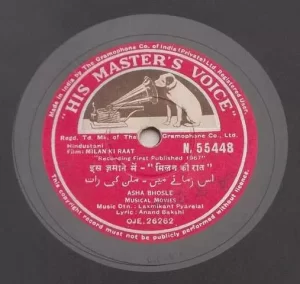 Made in India by The Gramophone Co. of India (Private) Ltd. Registered User.
"HIS MASTER'S VOICE"
Regd. Td. Mk. of The Gramophone Co., Ltd.
Hindustani
Film: MILAN KI RAAT
N. 55448
"Recording First Published 1967"
इस ज़माने में - "मिलन की रात"
اس زمانے میں - ملن کی رات
ASHA BHOSLE
MUSICAL MOVIES
Music Dtn. : Laxmikant Pyarelal
Lyric : Anand Bakshi
OJE.26262
This copyright record must not be publicly performed without